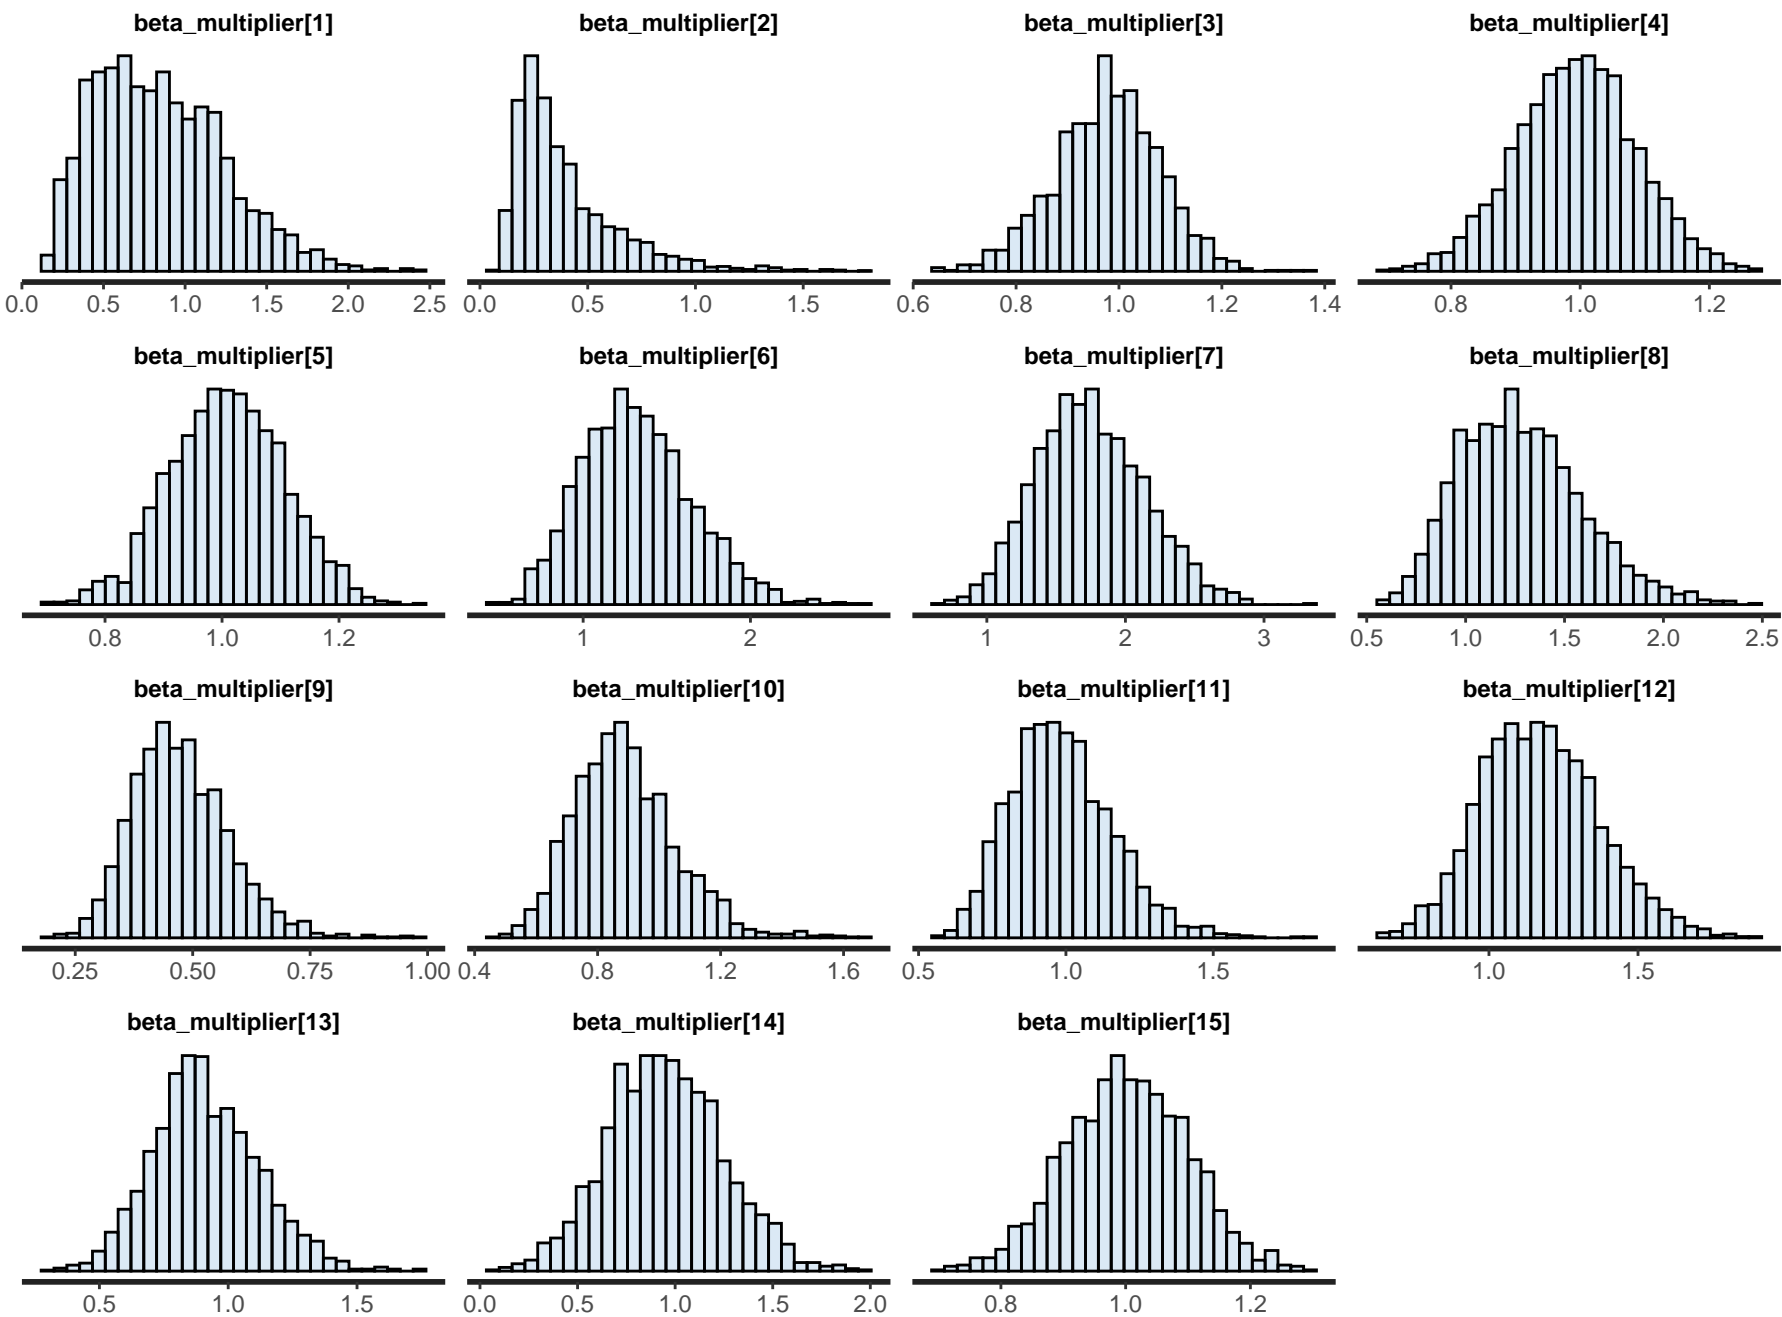 beta_multiplier[1] beta_multiplier[2] beta_multiplier[3] beta_multiplier[4]
0.0 0.5 1.0 1.5 2.0 2.5 0.0 0.5 1.0 1.5 0.6 0.8 1.0 1.2 1.4 0.8 1.0 1.2
beta_multiplier[5] beta_multiplier[6] beta_multiplier[7] beta_multiplier[8]
0.8 1.0 1.2 1 2 1 2 3 0.5 1.0 1.5 2.0 2.5
beta_multiplier[9] beta_multiplier[10] beta_multiplier[11] beta_multiplier[12]
0.25 0.50 0.75 1.00 0.4 0.8 1.2 1.6 0.5 1.0 1.5 1.0 1.5
beta_multiplier[13] beta_multiplier[14] beta_multiplier[15]
0.5 1.0 1.5 0.0 0.5 1.0 1.5 2.0 0.8 1.0 1.2